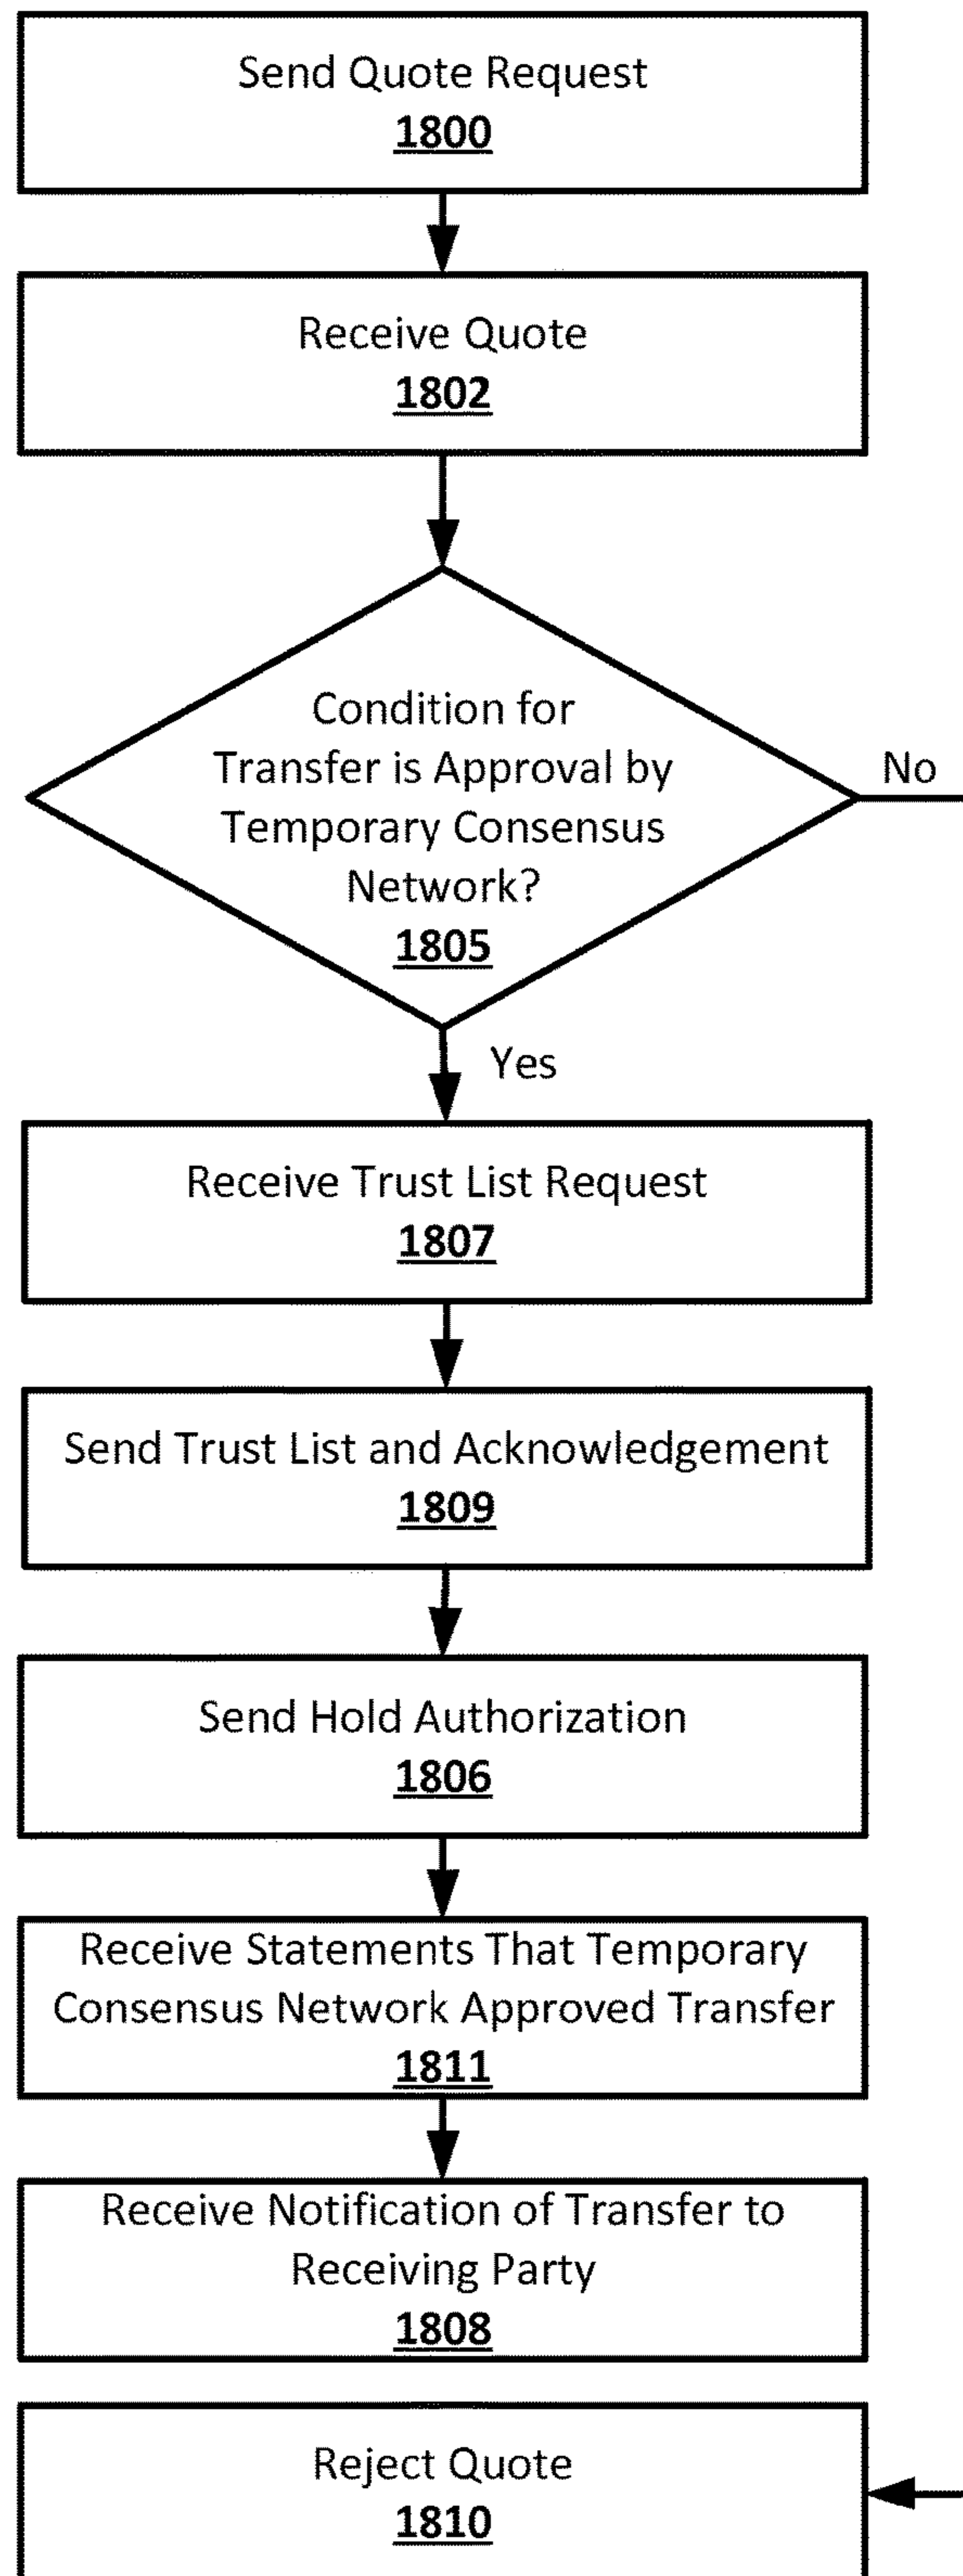 Send Quote Request
1800
Receive Quote
1802
Condition for
Transfer is Approval by
Temporary Consensus
Network?
1805
No
Yes
Receive Trust List Request
1807
Send Trust List and Acknowledgement
1809
Send Hold Authorization
1806
Receive Statements That Temporary
Consensus Network Approved Transfer
1811
Receive Notification of Transfer to
Receiving Party
1808
Reject Quote
1810